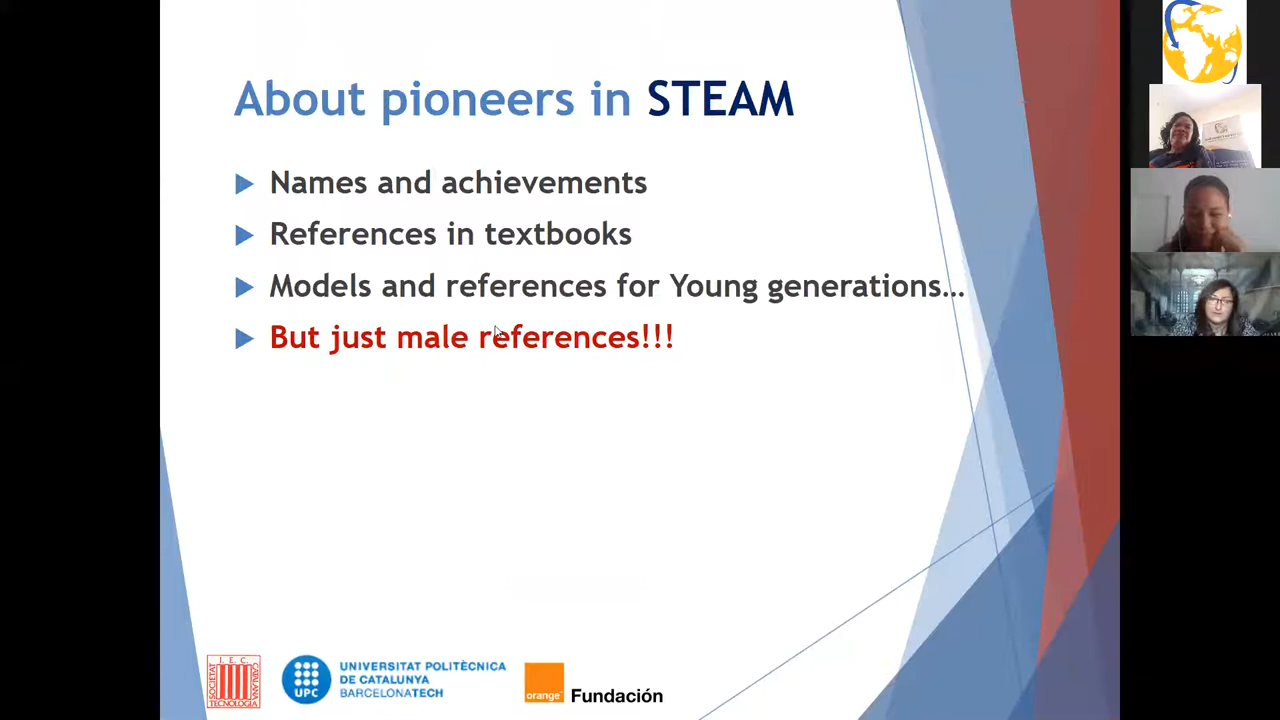 About pioneers in STEAM
Names and achievements
References in textbooks
Models and references for Young generations…
But just male references!!!
I. E. C.
SOCIETAT
CATALANA
TECNOLOGIA
UPC
UNIVERSITAT POLITÈCNICA
DE CATALUNYA
BARCELONATECH
orange
Fundación